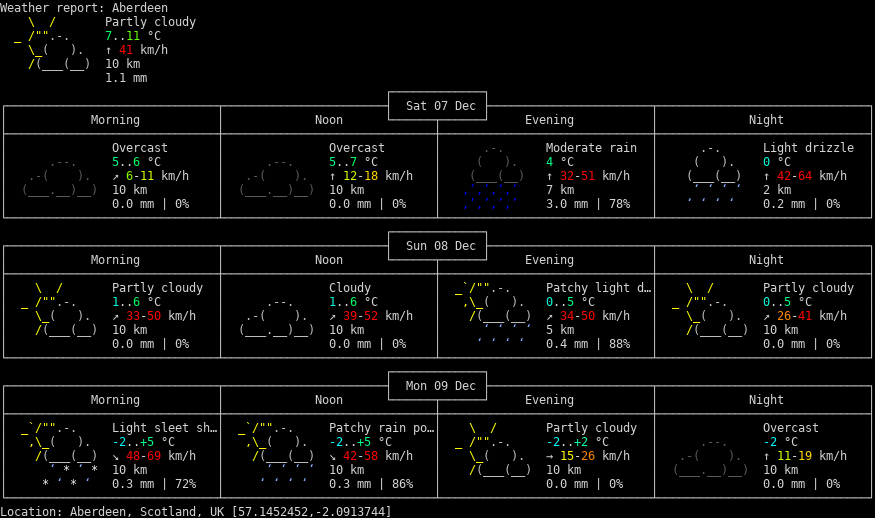 Weather report: Aberdeen
Partly cloudy
7..11 °C
↑ 41 km/h
10 km
1.1 mm
Sat 07 Dec
Morning Noon Evening Night
Overcast Overcast Moderate rain Light drizzle
5..6 °C 5..7 °C 4 °C 0 °C
↗ 6-11 km/h ↑ 12-18 km/h ↑ 32-51 km/h ↑ 42-64 km/h
10 km 10 km 7 km 2 km
0.0 mm | 0% 0.0 mm | 0% 3.0 mm | 78% 0.2 mm | 0%
Sun 08 Dec
Morning Noon Evening Night
Partly cloudy Cloudy Patchy light d… Partly cloudy
1..6 °C 1..6 °C 0..5 °C 0..5 °C
↗ 33-50 km/h ↗ 39-52 km/h ↗ 34-50 km/h ↗ 26-41 km/h
10 km 10 km 5 km 10 km
0.0 mm | 0% 0.0 mm | 0% 0.4 mm | 88% 0.0 mm | 0%
Mon 09 Dec
Morning Noon Evening Night
Light sleet sh… Patchy rain po… Partly cloudy Overcast
-2..+5 °C -2..+5 °C -2..+2 °C -2 °C
↘ 48-69 km/h ↘ 42-58 km/h → 15-26 km/h ↑ 11-19 km/h
10 km 10 km 10 km 10 km
0.3 mm | 72% 0.3 mm | 86% 0.0 mm | 0% 0.0 mm | 0%
Location: Aberdeen, Scotland, UK [57.1452452,-2.0913744]